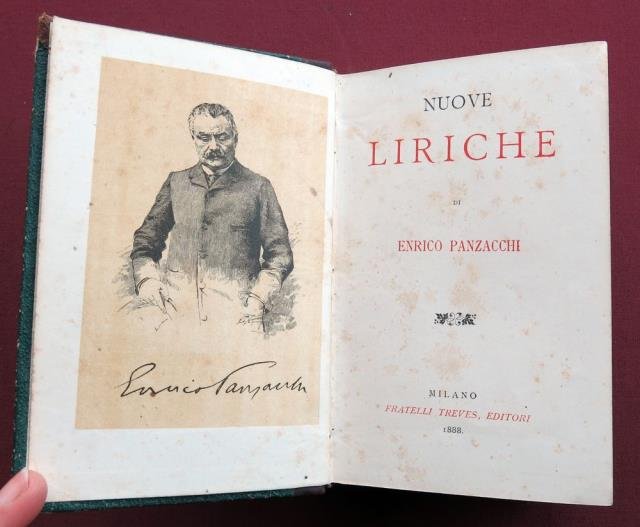 Enrico Panzacchi
NUOVE
LIRICHE
DI
ENRICO PANZACCHI
MILANO
FRATELLI TREVES, EDITORI
1888.